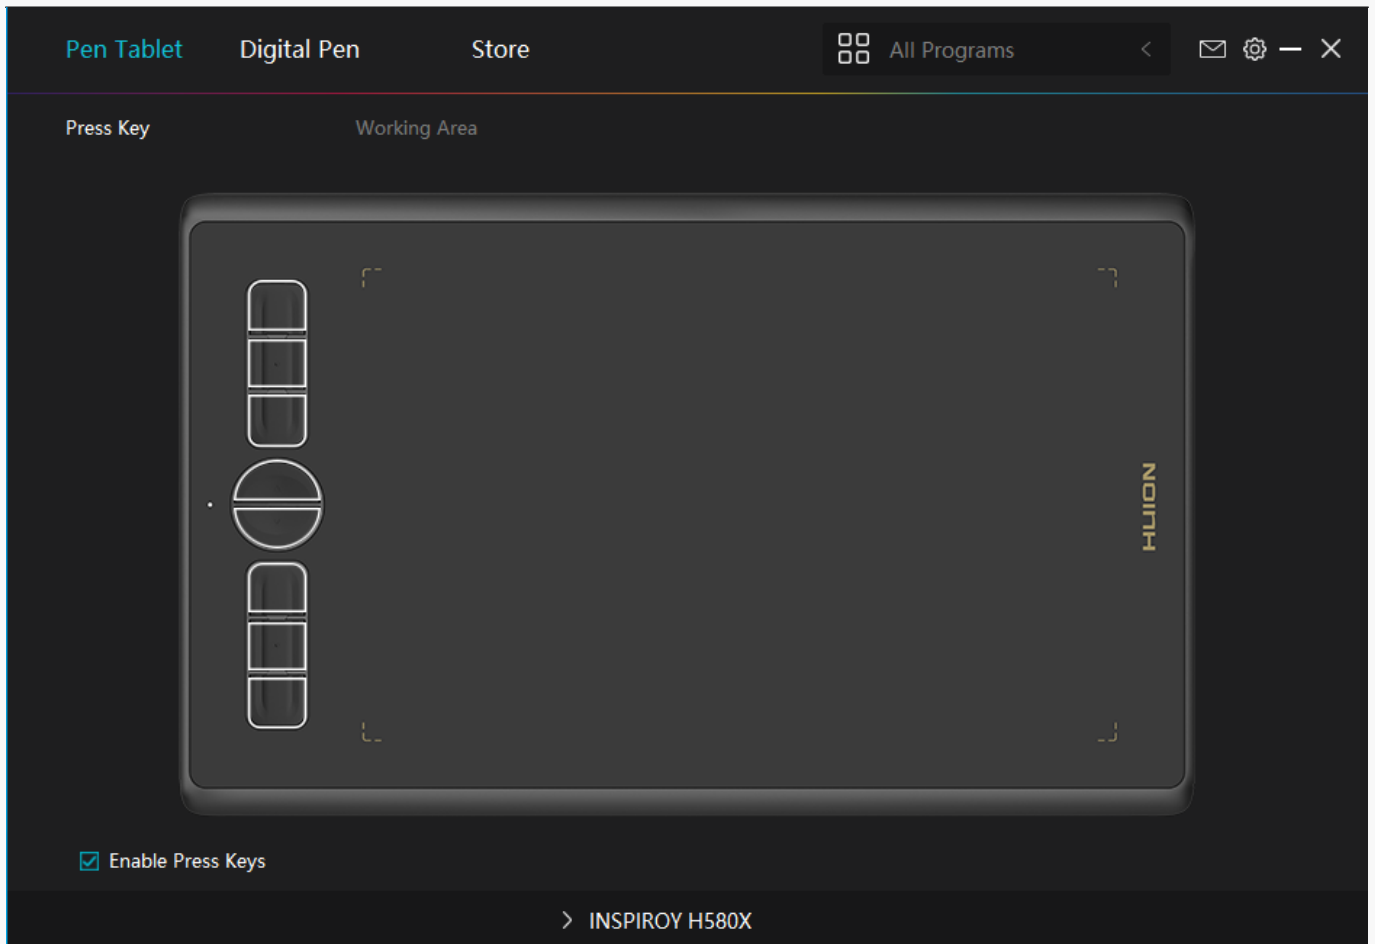 Pen Tablet Digital Pen Store All Programs
Press Key Working Area
HUION
Enable Press Keys
INSPIROY H580X